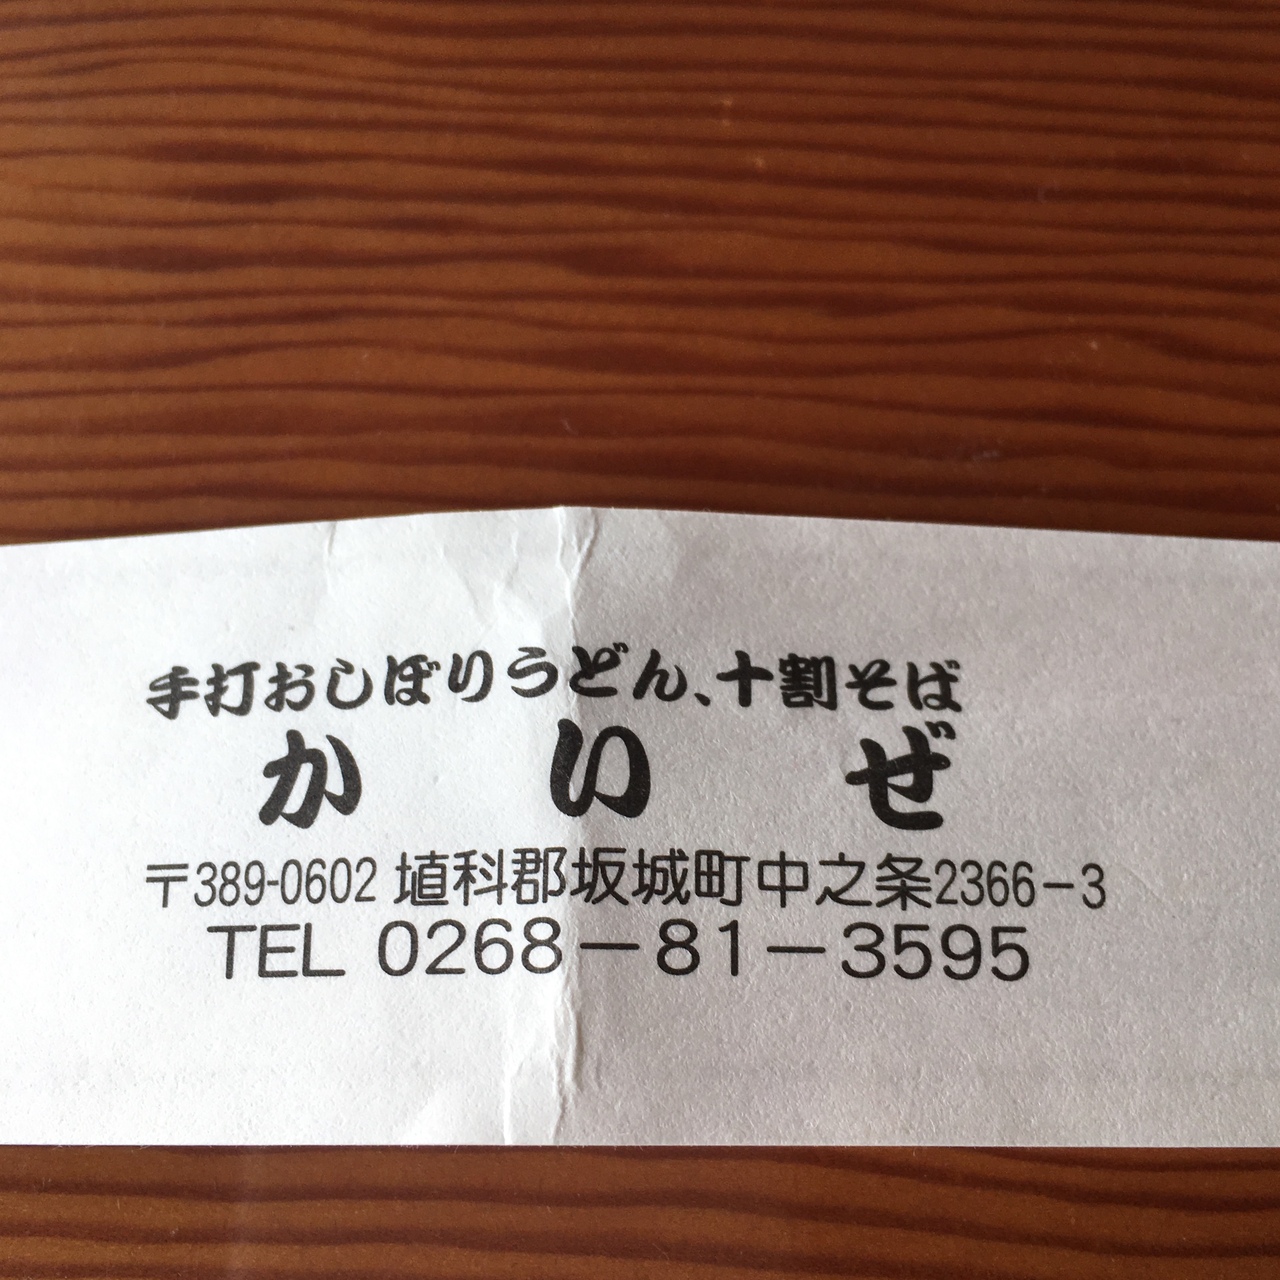 手打おしぼりうどん、十割そば
かいぜ
〒389-0602 埴科郡坂城町中之条2366-3
TEL 0268-81-3595